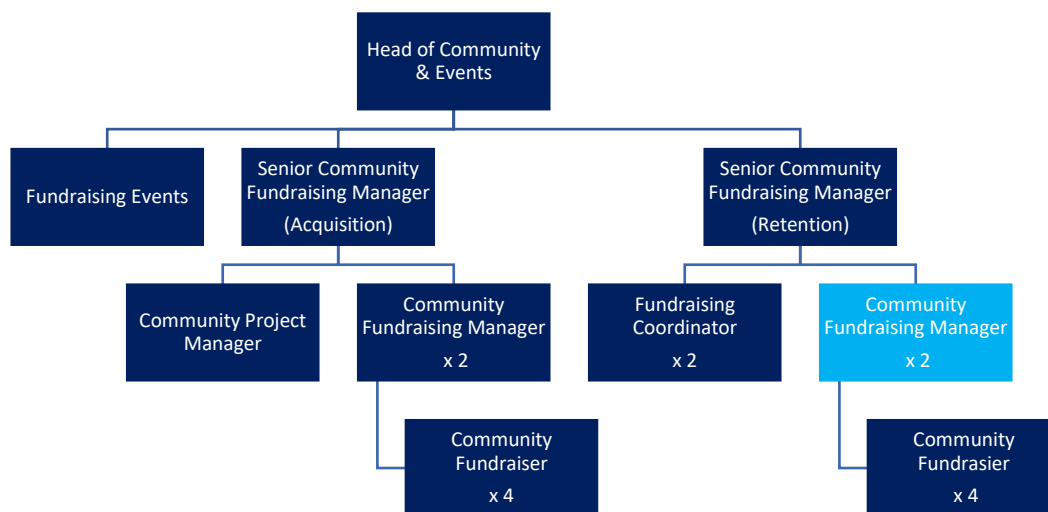 Head of Community
& Events
Fundraising Events
Senior Community
Fundraising Manager
(Acquisition)
Senior Community
Fundraising Manager
(Retention)
Community Project
Manager
Community
Fundraising Manager
x 2
Fundraising
Coordinator
x 2
Community
Fundraising Manager
x 2
Community
Fundraiser
x 4
Community
Fundrasier
x 4